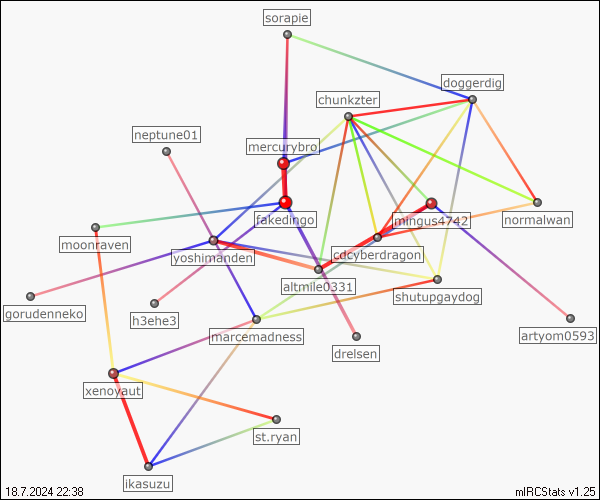 sorapie
doggerdig
chunkzter
neptune01
mercurybro
fakedingo
mingus4742
normalwan
moonraven
yoshimanden
cdcyberdragon
altmile0331
shutupgaydog
gorudenneko
h3ehe3
marcemadness
artyom0593
drelsen
xenoyaut
st.ryan
ikasuzu
18.7.2024 22:38
mIRCStats v1.25